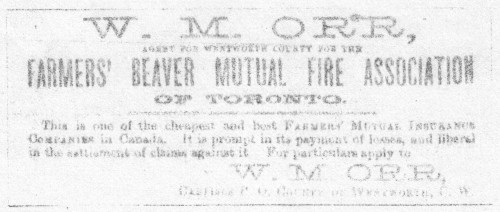 W. M. ORR,
AGENT FOR WENTWORTH COUNTY FOR THE
FARMERS' BEAVER MUTUAL FIRE ASSOCIATION
OF TORONTO.
This is one of the cheapest and best Farmers' Mutual Insurance
Companies in Canada. It is prompt in its payment of losses, and liberal
in the settlement of claims against it. For particulars apply to
W. M. ORR,
Carlisle P. O. County of Wentworth, C. W.